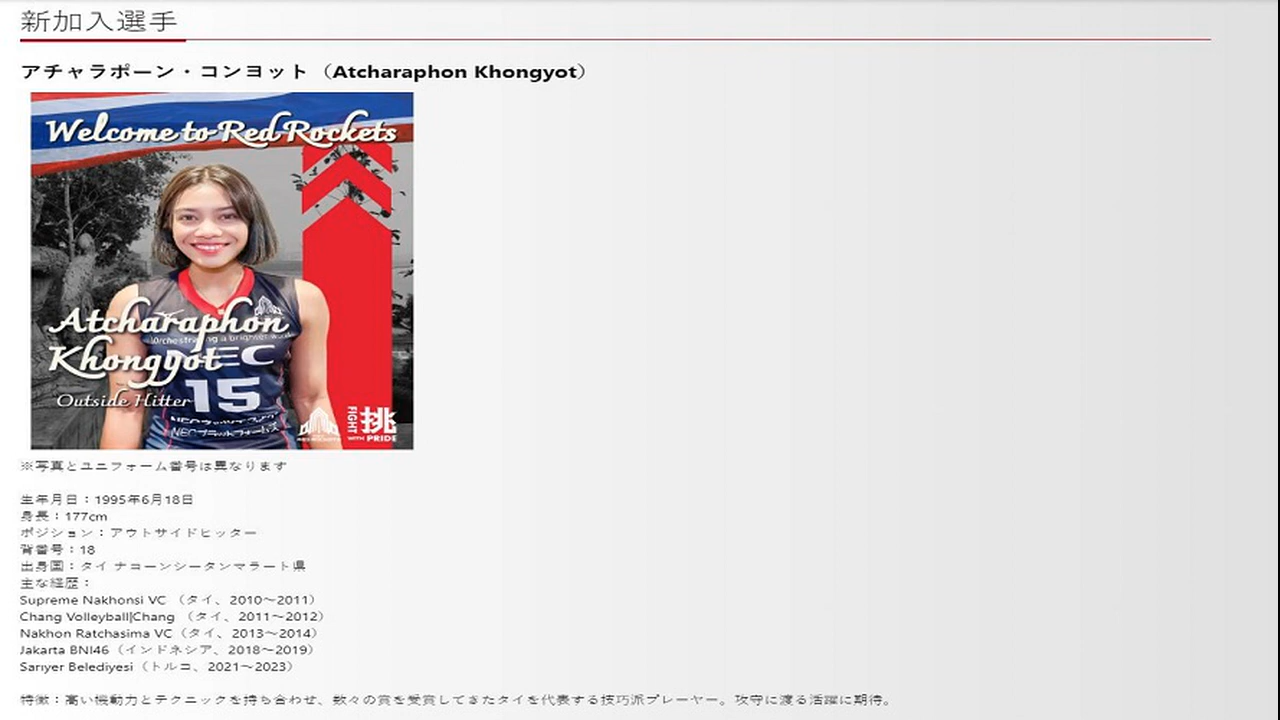 新加入選手
アチャラポーン・コンヨット（Atcharaphon Khongyot）
Welcome to Red Rockets
Atcharaphon
Khongyot
Outside Hitter
Orchestrating a brighter world
NEC
15
FIGHT
挑
WITH PRIDE
※写真とユニフォーム番号は異なります
生年月日：1995年6月18日
身長：177cm
ポジション：アウトサイドヒッター
背番号：18
出身国：タイ ナコーンシータンマラート県
主な経歴：
Supreme Nakhonsi VC （タイ、2010～2011）
Chang Volleyball|Chang （タイ、2011～2012）
Nakhon Ratchasima VC（タイ、2013～2014）
Jakarta BNI46（インドネシア、2018～2019）
Sarıyer Belediyesi（トルコ、2021～2023）
特徴：高い機動力とテクニックを持ち合わせ、数々の賞を受賞してきたタイを代表する技巧派プレーヤー。攻守に渡る活躍に期待。